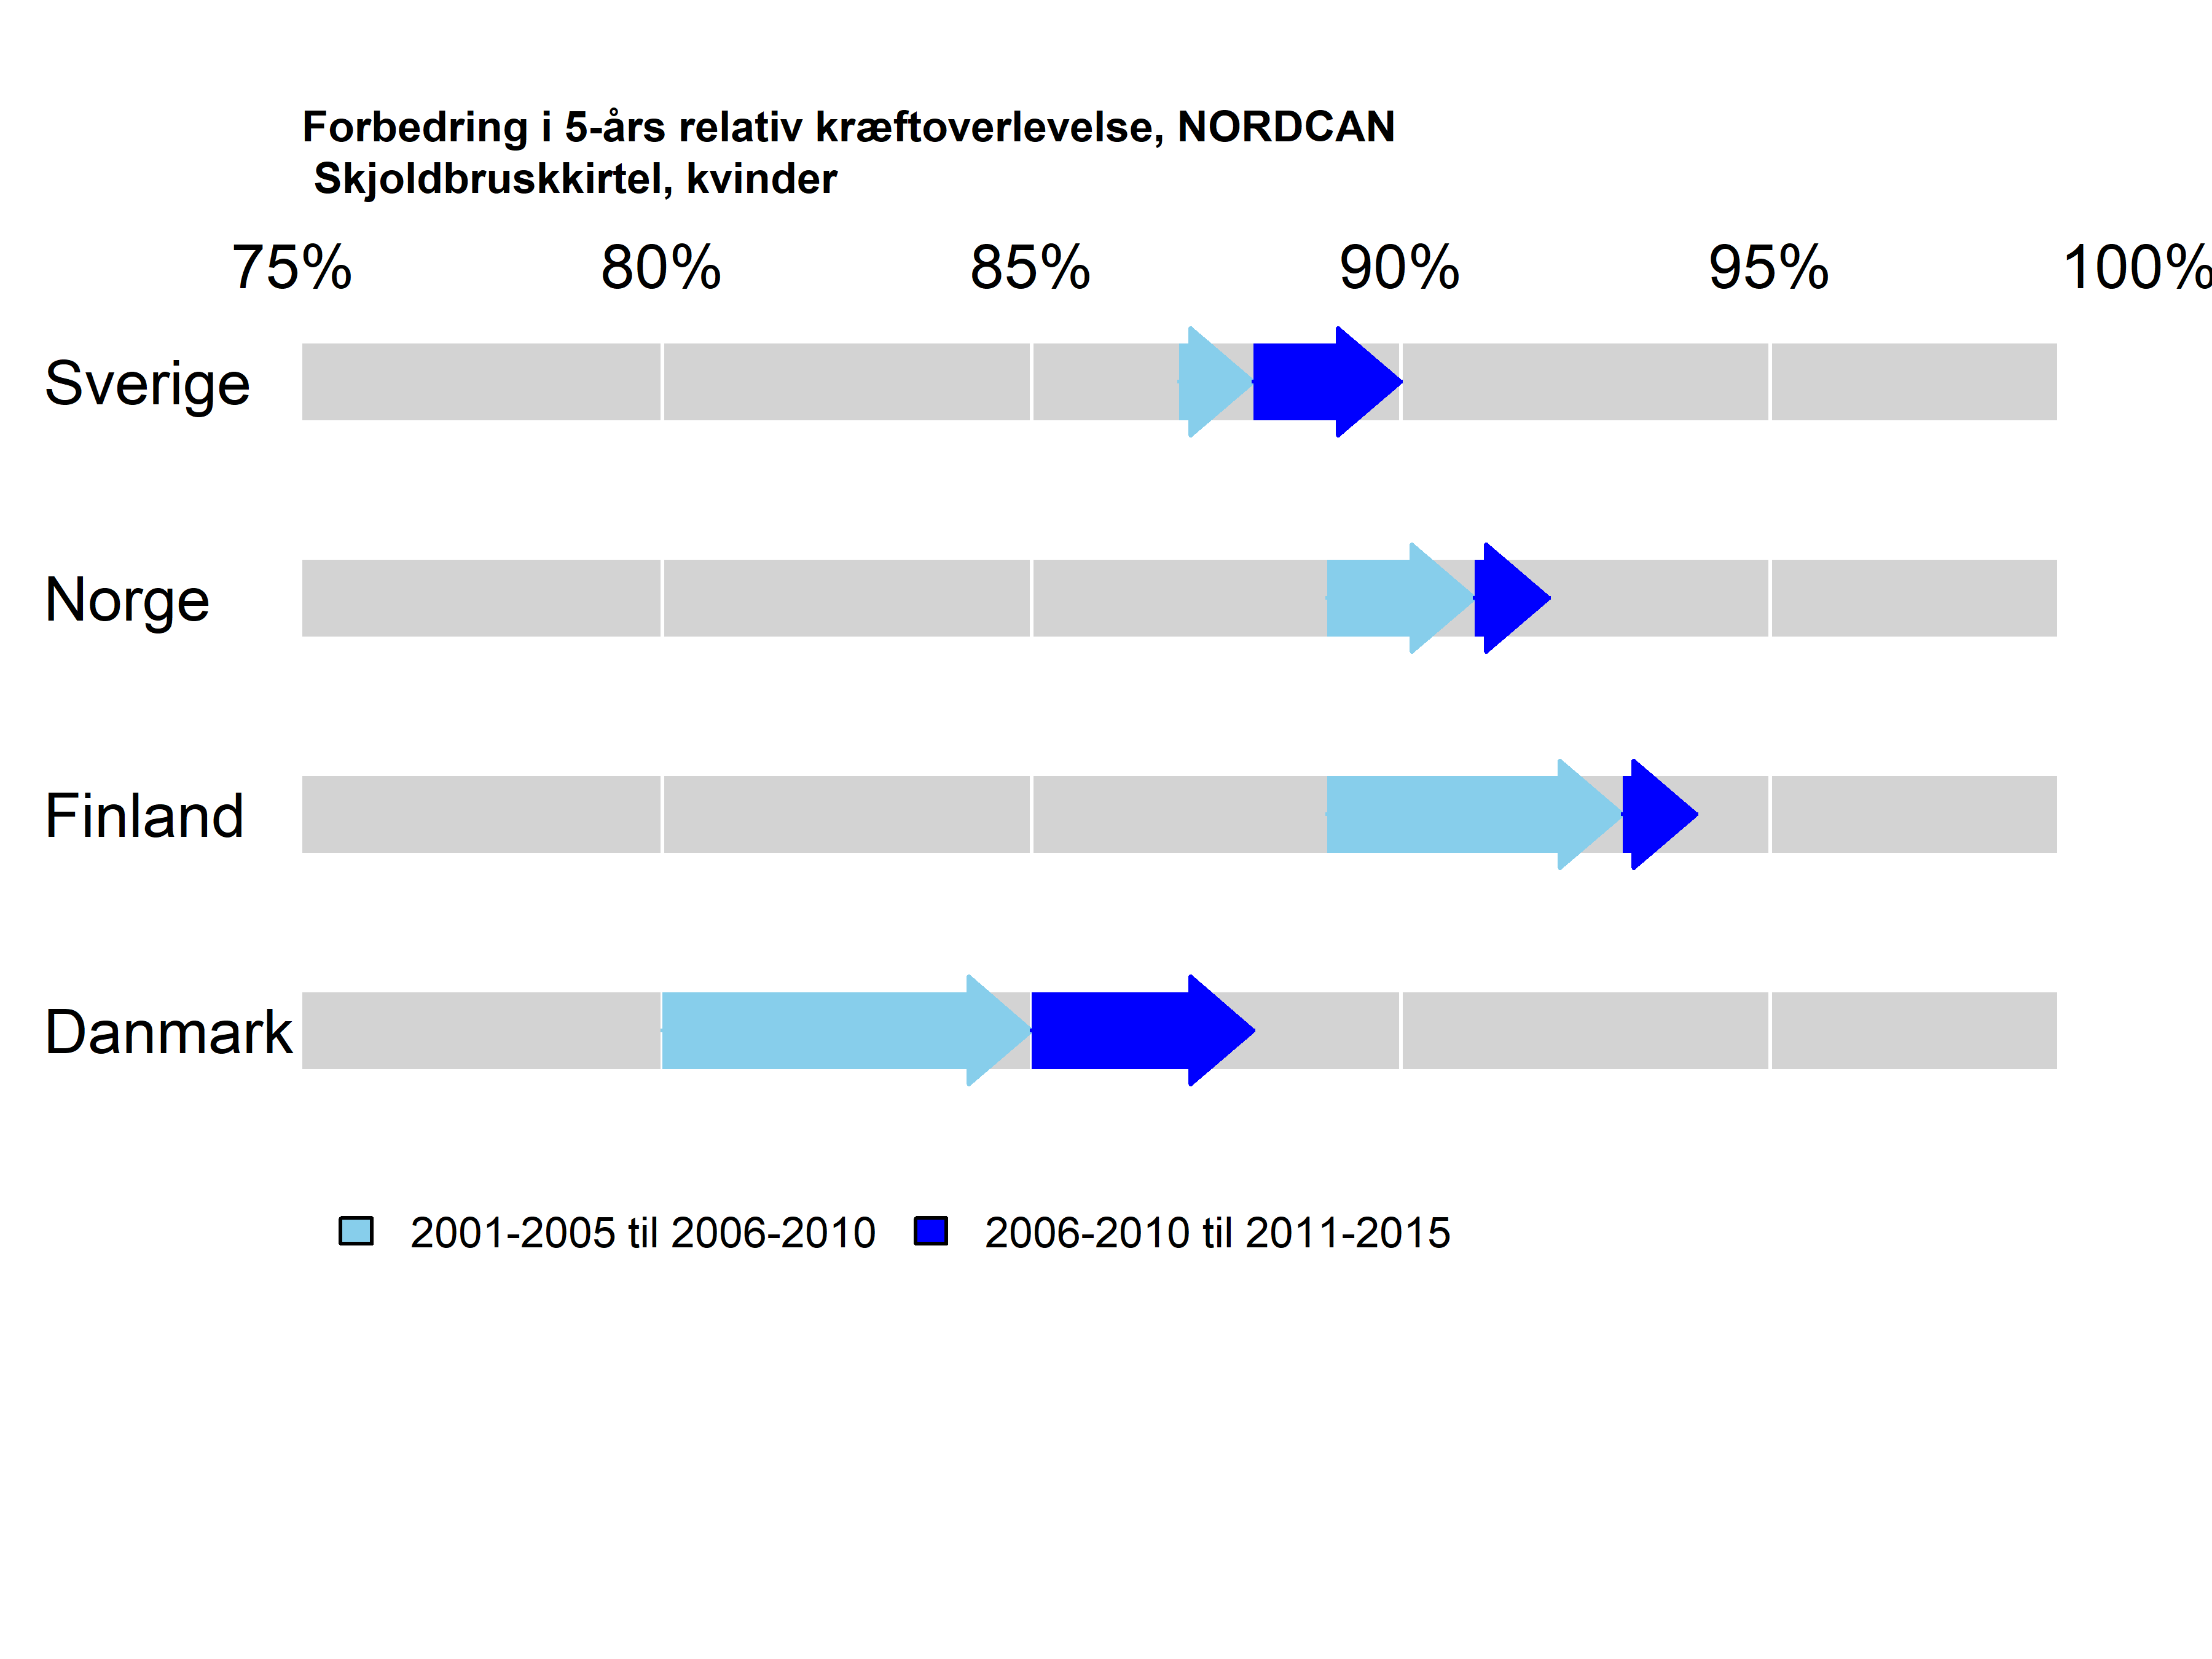 Forbedring i 5-års relativ kræftoverlevelse, NORDCAN
Skjoldbruskkirtel, kvinder
75% 80% 85% 90% 95% 100%
Sverige
Norge
Finland
Danmark
2001-2005 til 2006-2010 2006-2010 til 2011-2015